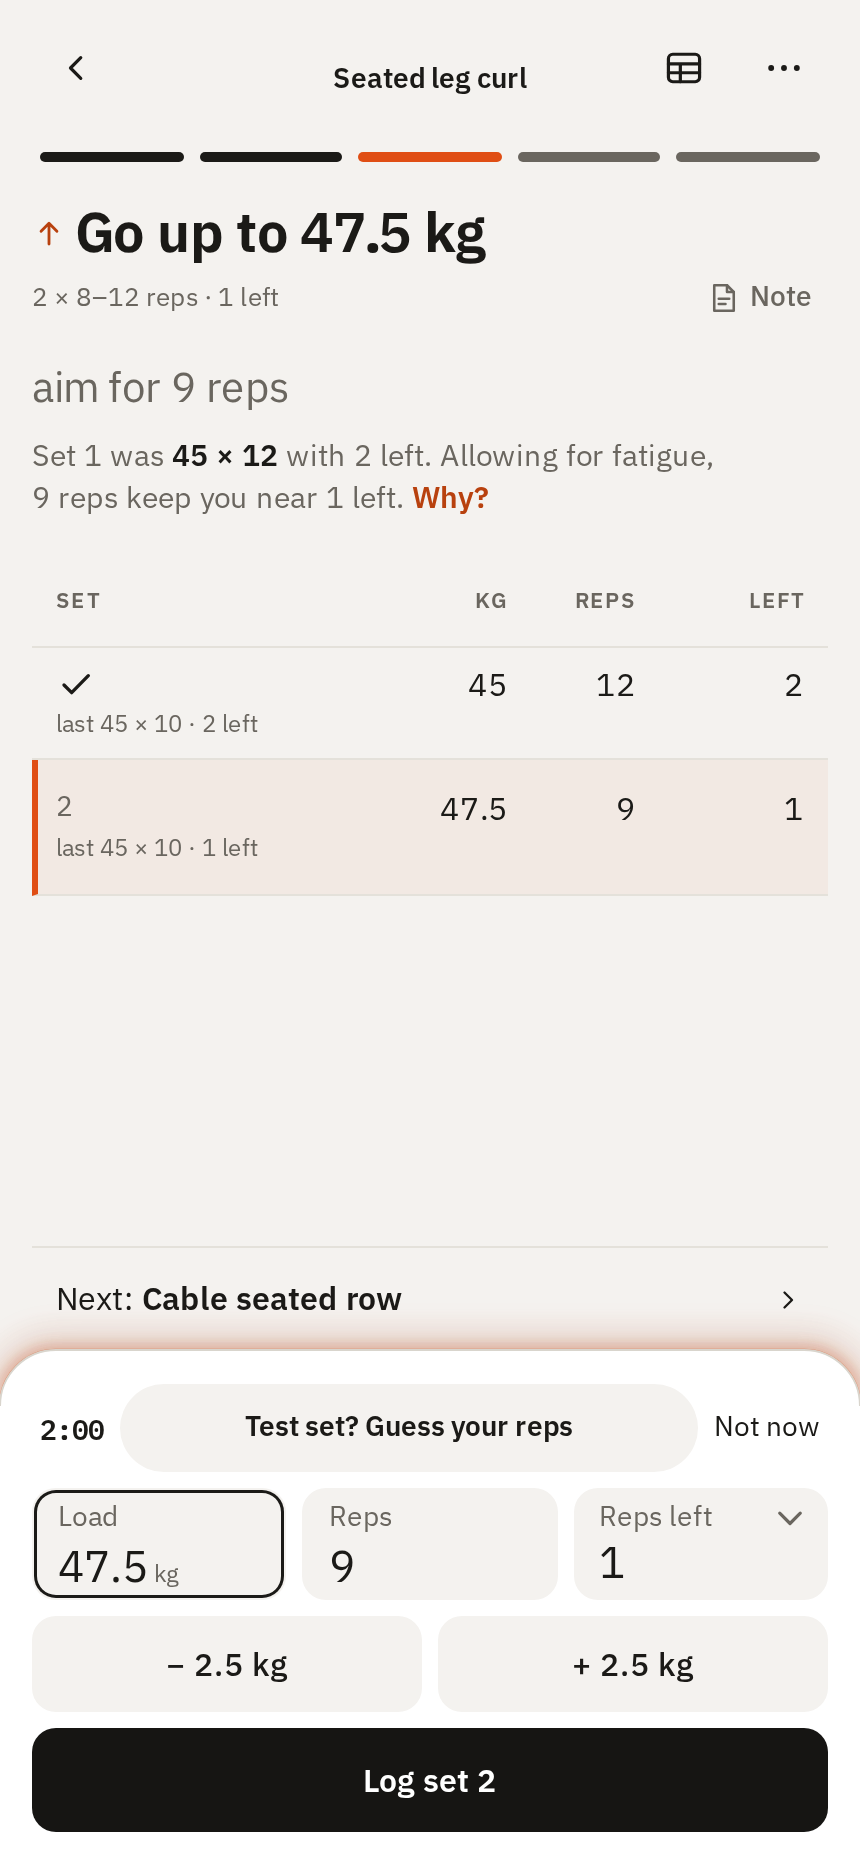 Seated leg curl
Go up to 47.5 kg
2 × 8–12 reps · 1 left
Note
aim for 9 reps
Set 1 was 45 × 12 with 2 left. Allowing for fatigue,
9 reps keep you near 1 left. Why?
SET KG REPS LEFT
45 12 2
last 45 × 10 · 2 left
2 47.5 9 1
last 45 × 10 · 1 left
Next: Cable seated row
2:00 Test set? Guess your reps Not now
Load Reps Reps left
47.5 kg 9 1
− 2.5 kg + 2.5 kg
Log set 2